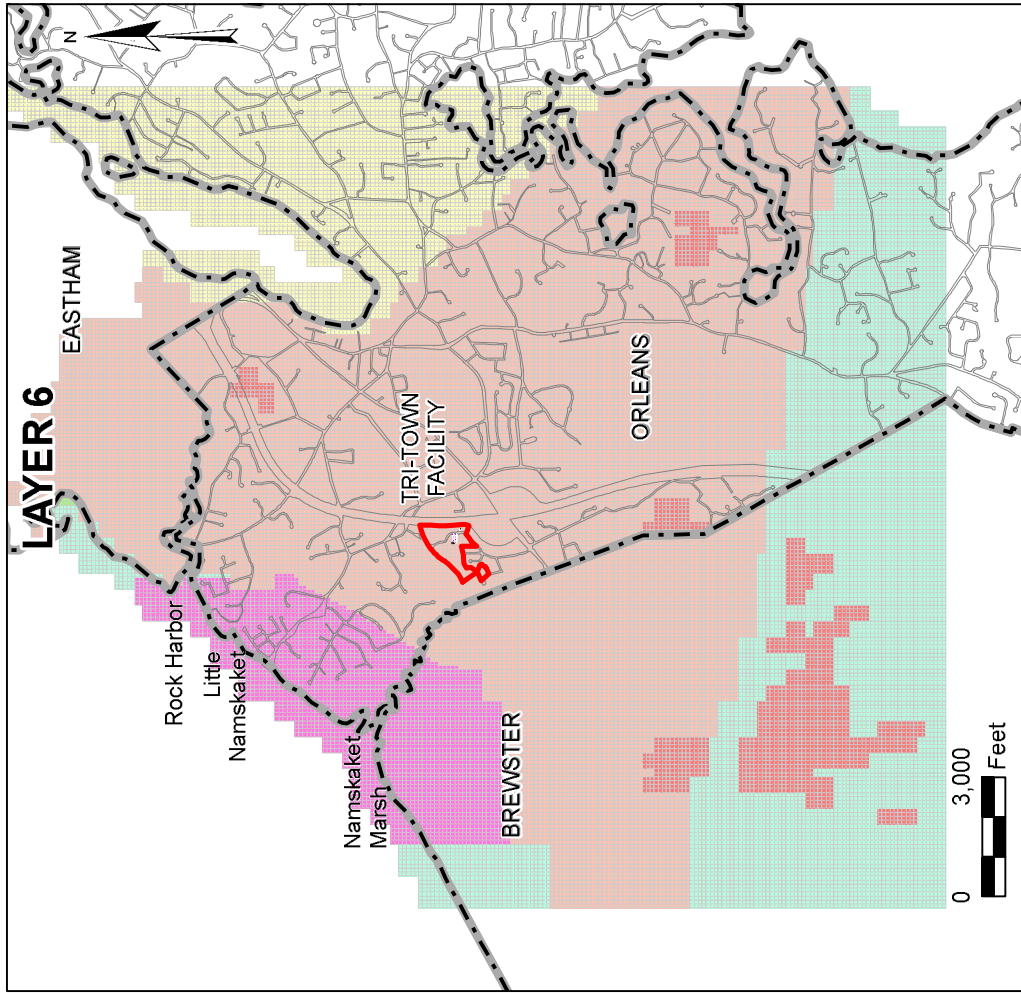 LAYER 6
N
EASTHAM
Rock Harbor
Little
Namskaket
TRI-TOWN
FACILITY
Namskaket
Marsh
ORLEANS
BREWSTER
0
3,000
Feet